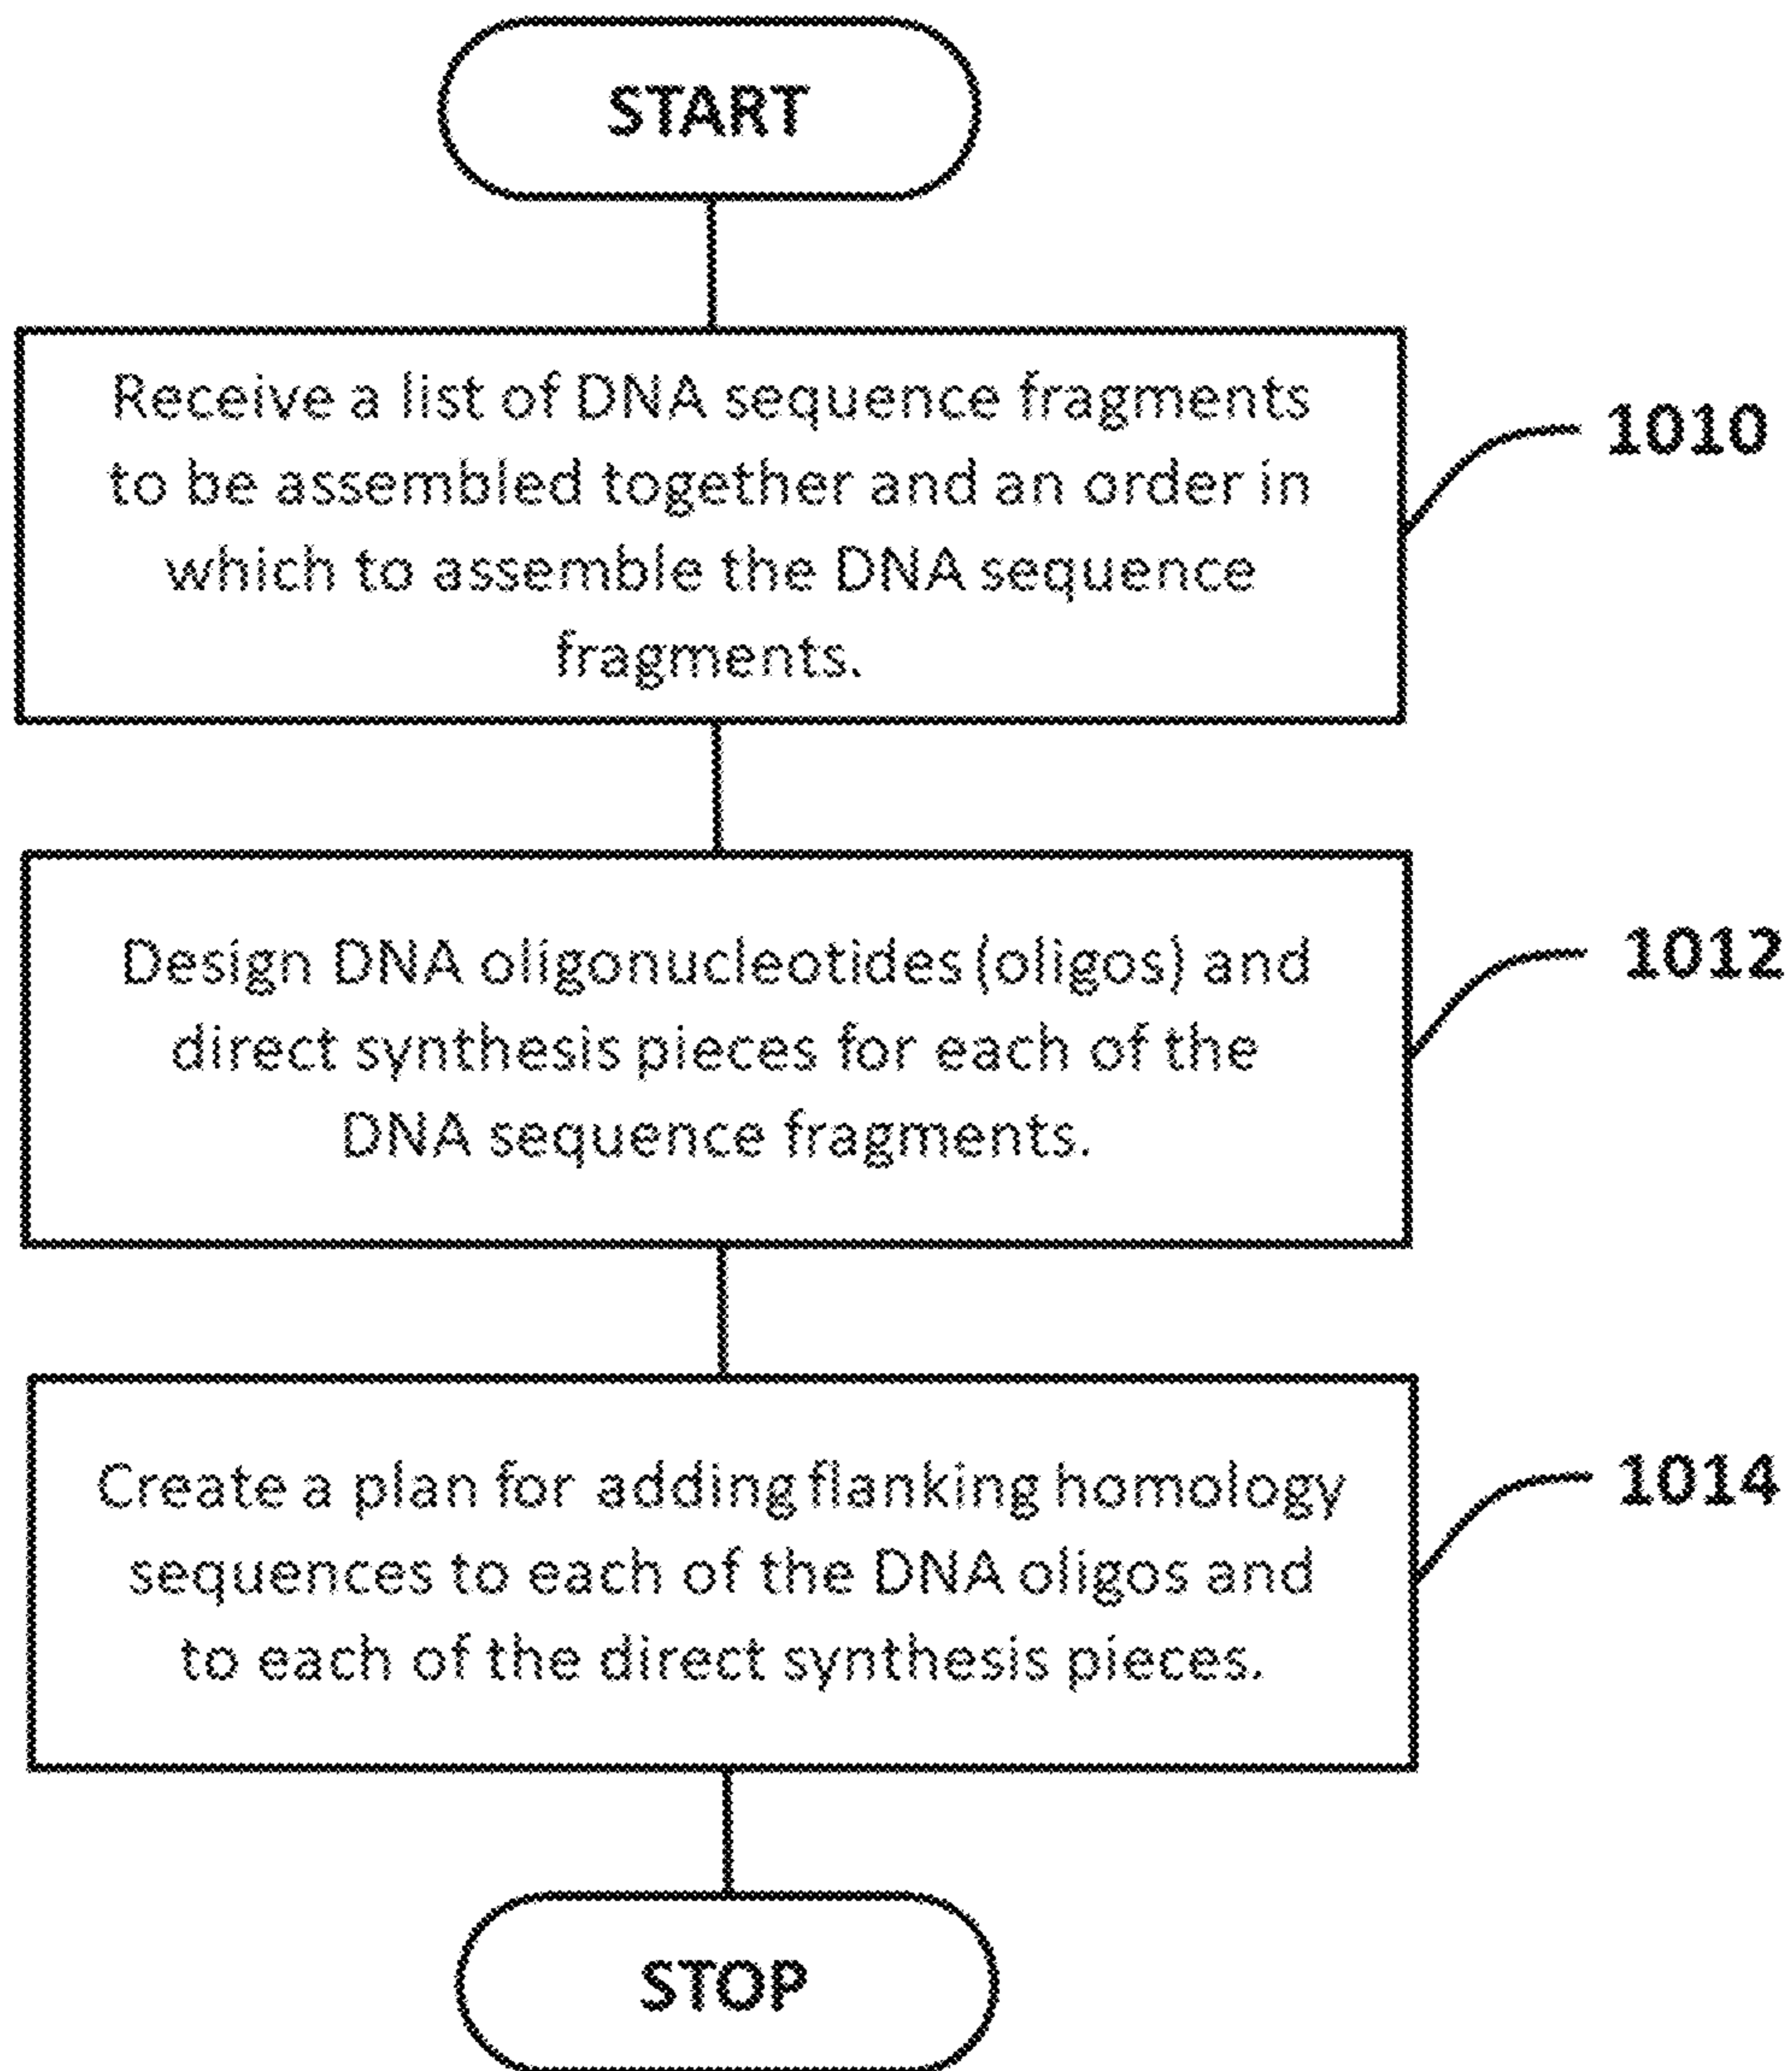 START
Receive a list of DNA sequence fragments
to be assembled together and an order in
which to assemble the DNA sequence
fragments.
1010
Design DNA oligonucleotides (oligos) and
direct synthesis pieces for each of the
DNA sequence fragments.
1012
Create a plan for adding flanking homology
sequences to each of the DNA oligos and
to each of the direct synthesis pieces.
1014
STOP